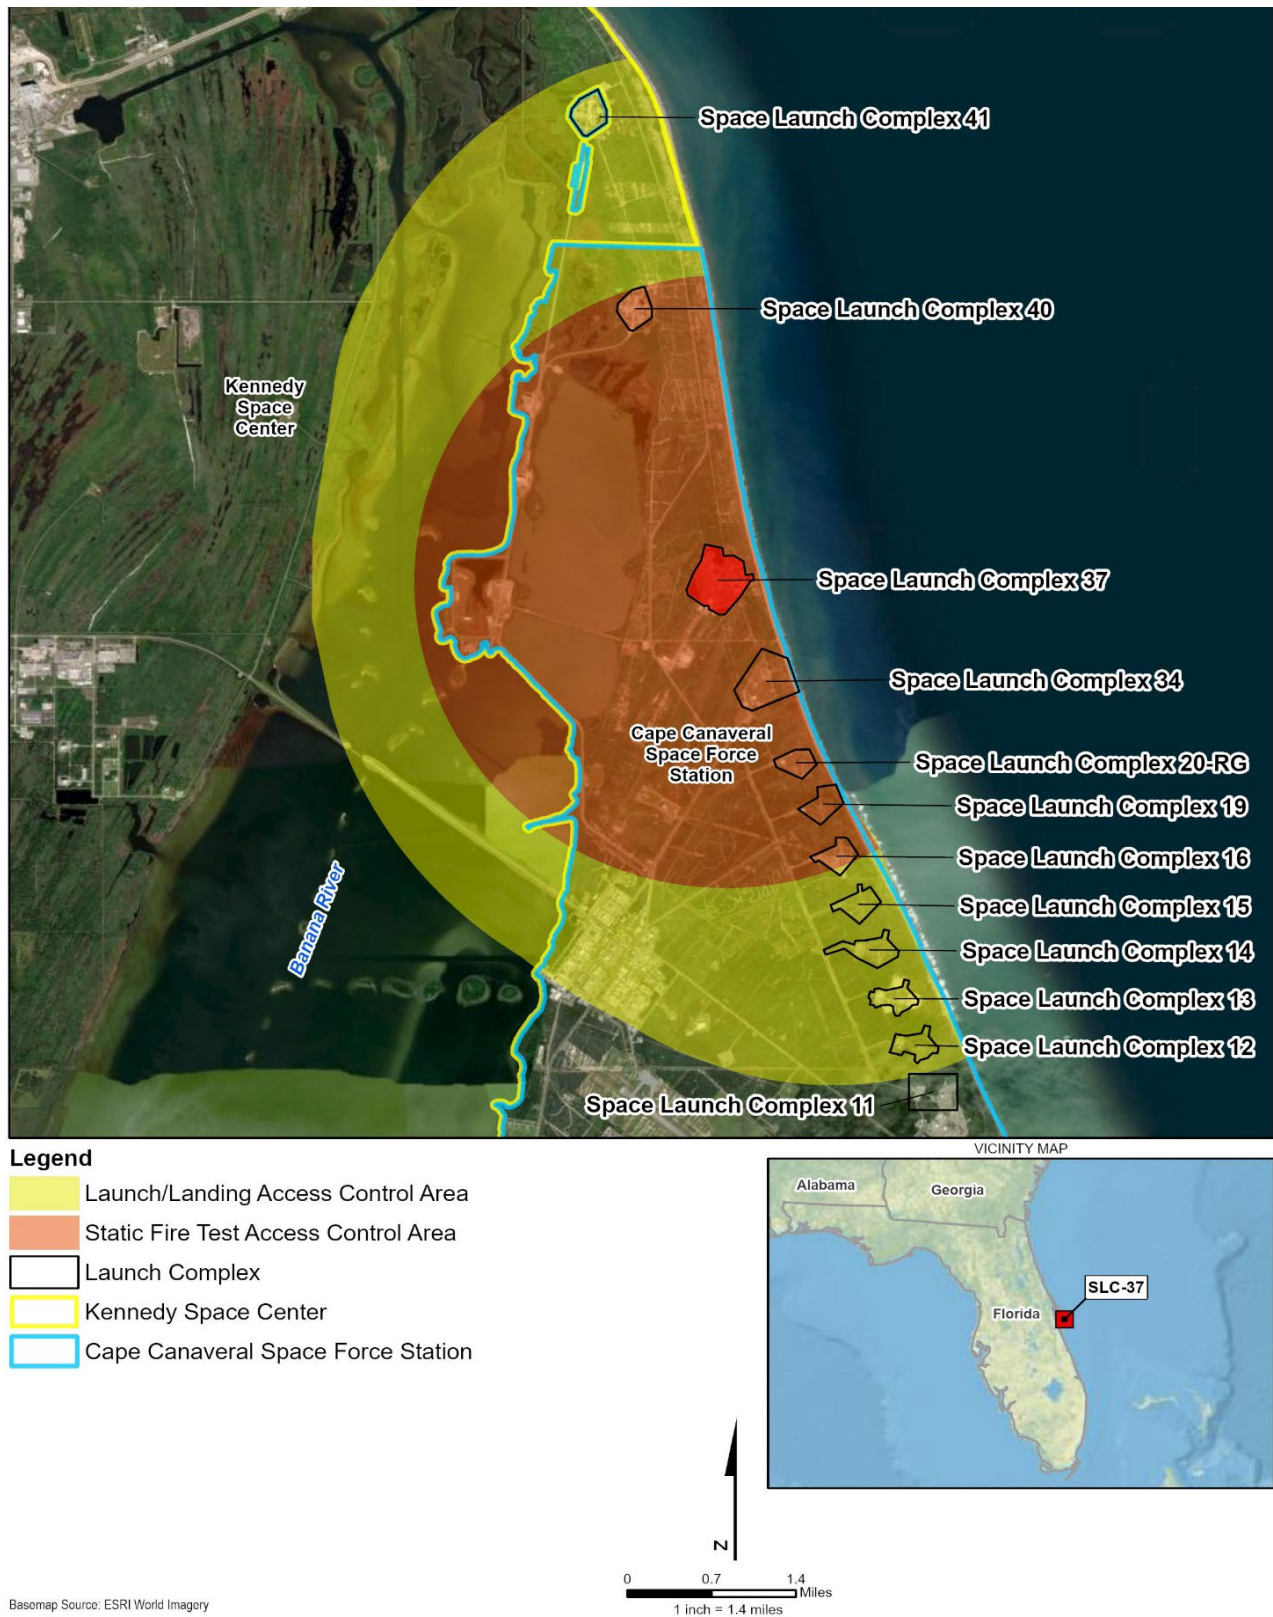 Space Launch Complex 41
Space Launch Complex 40
Kennedy
Space
Center
Space Launch Complex 37
Space Launch Complex 34
Cape Canaveral
Space Force
Station
Space Launch Complex 20-RG
Space Launch Complex 19
Space Launch Complex 16
Banana River
Space Launch Complex 15
Space Launch Complex 14
Space Launch Complex 13
Space Launch Complex 12
Space Launch Complex 11
Legend
Launch/Landing Access Control Area
Static Fire Test Access Control Area
Launch Complex
Kennedy Space Center
Cape Canaveral Space Force Station
VICINITY MAP
Alabama
Georgia
SLC-37
Florida
N
0 0.7 1.4
Miles
1 inch = 1.4 miles
Basemap Source: ESRI World Imagery